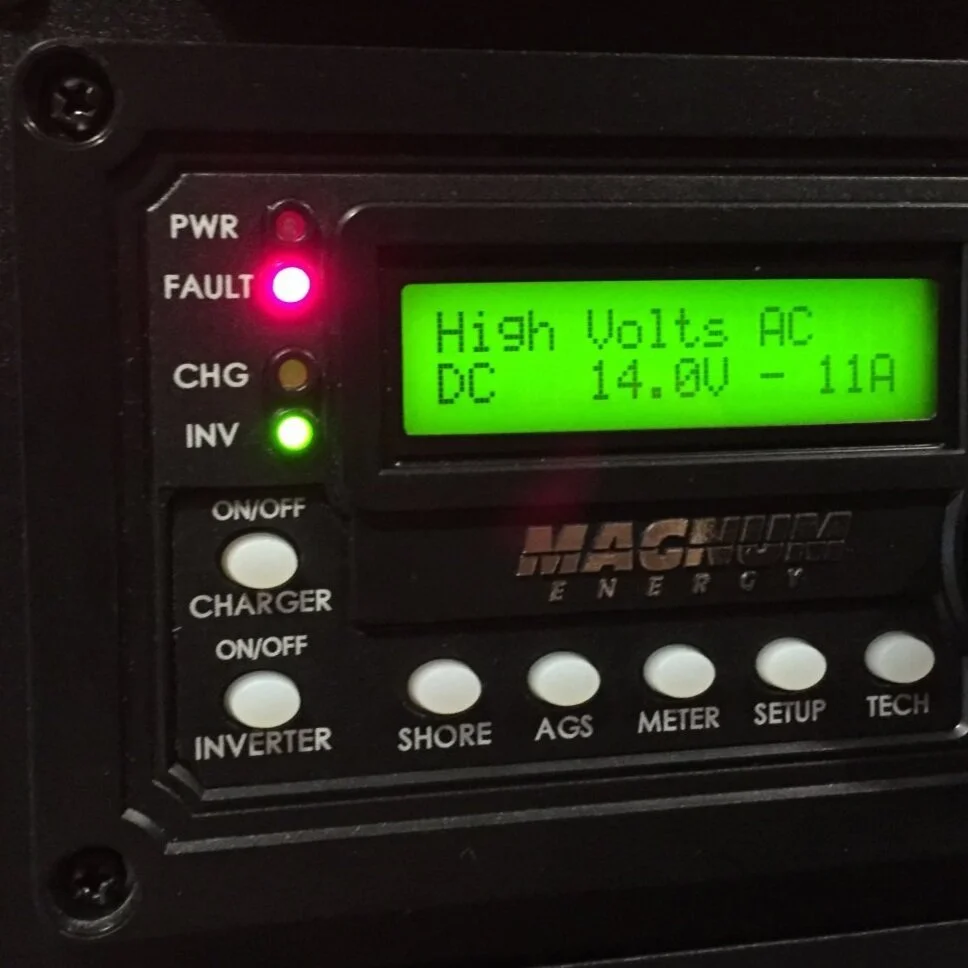 PWR
FAULT
High Volts AC
DC 14.0V - 11A
CHG
INV
ON/OFF
CHARGER
MAGNUM
ENERGY
ON/OFF
INVERTER
SHORE
AGS
METER
SETUP
TECH